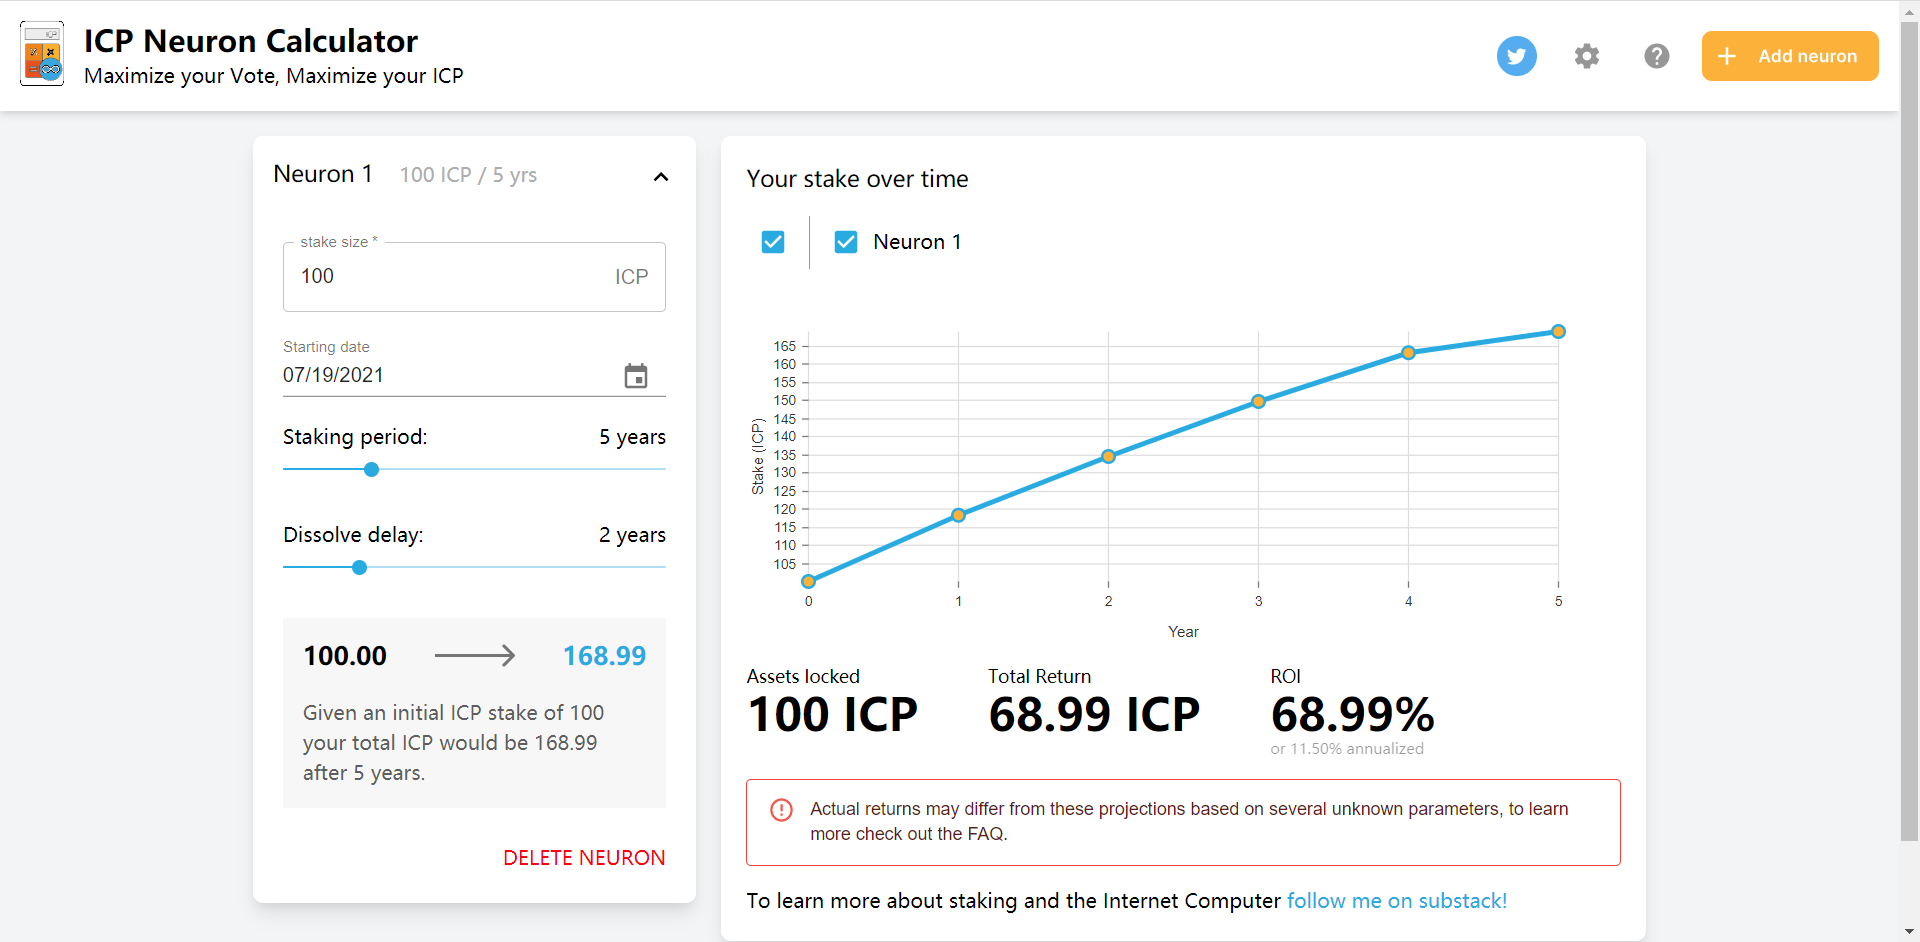 ICP Neuron Calculator
Maximize your Vote, Maximize your ICP
Add neuron
Neuron 1 100 ICP / 5 yrs
stake size *
100 ICP
Starting date
07/19/2021
Staking period: 5 years
Dissolve delay: 2 years
100.00 168.99
Given an initial ICP stake of 100
your total ICP would be 168.99
after 5 years.
DELETE NEURON
Your stake over time
Neuron 1
165
160
155
150
145
140
135
130
125
120
115
110
105
Stake (ICP)
0 1 2 3 4 5
Year
Assets locked Total Return ROI
100 ICP 68.99 ICP 68.99%
or 11.50% annualized
Actual returns may differ from these projections based on several unknown parameters, to learn
more check out the FAQ.
To learn more about staking and the Internet Computer follow me on substack!